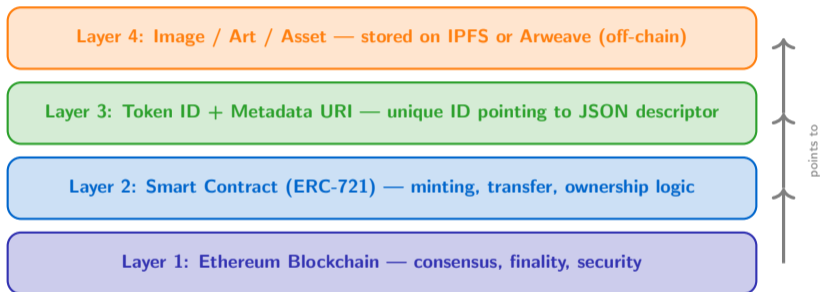 Layer 4: Image / Art / Asset — stored on IPFS or Arweave (off-chain)
Layer 3: Token ID + Metadata URI — unique ID pointing to JSON descriptor
points to
Layer 2: Smart Contract (ERC-721) — minting, transfer, ownership logic
Layer 1: Ethereum Blockchain — consensus, finality, security